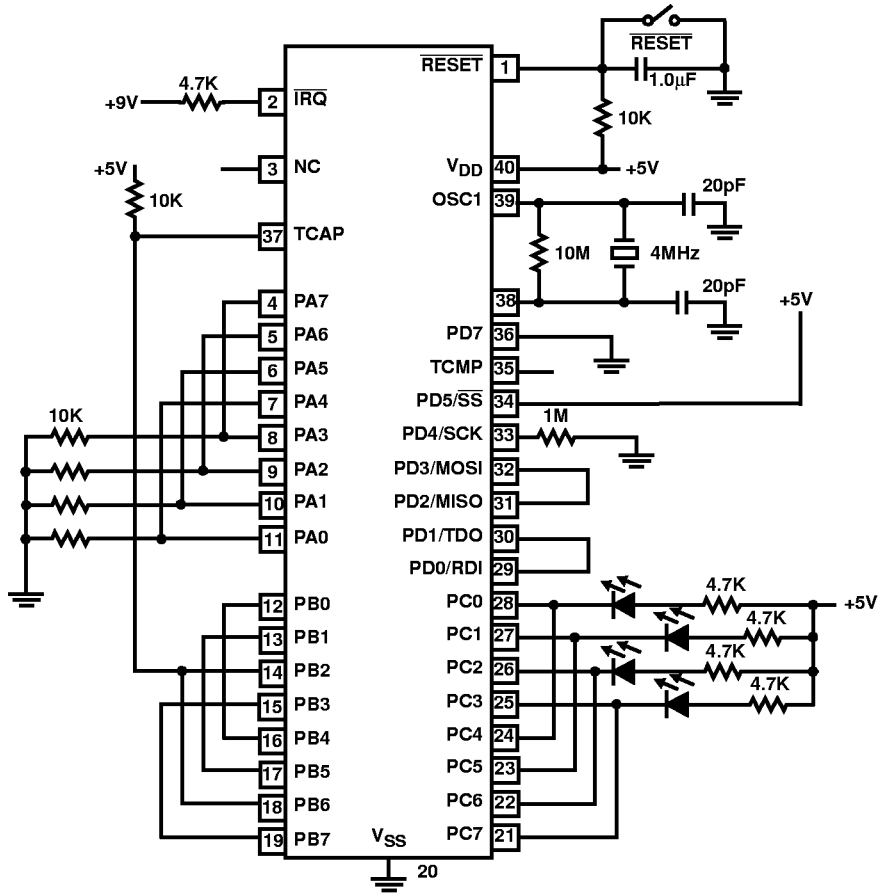 RESET
RESET 1 1.0µF
4.7K
+9V 2 IRQ
10K
+5V 3 NC VDD 40 +5V
10K OSC1 39 20pF
37 TCAP
10M 4MHz
20pF
4 PA7 38 +5V
5 PA6 PD7 36
6 PA5 TCMP 35
7 PA4 PD5/SS 34
10K 1M
8 PA3 PD4/SCK 33
9 PA2 PD3/MOSI 32
10 PA1 PD2/MISO 31
11 PA0 PD1/TDO 30
PD0/RDI 29
4.7K
12 PB0 PC0 28 +5V
4.7K
13 PB1 PC1 27
4.7K
14 PB2 PC2 26
4.7K
15 PB3 PC3 25
16 PB4 PC4 24
17 PB5 PC5 23
18 PB6 PC6 22
19 PB7 PC7 21
VSS
20